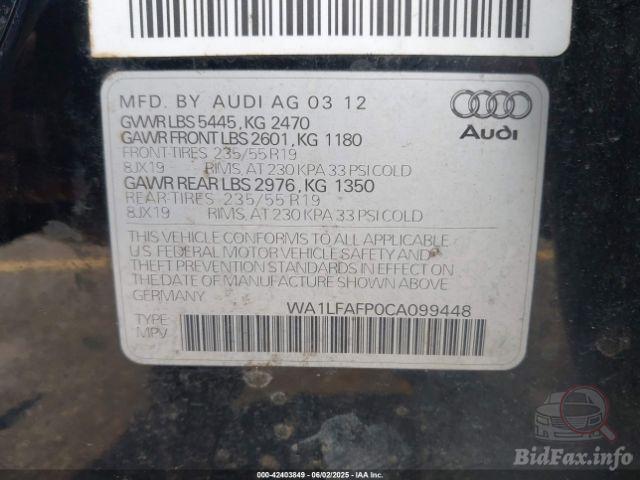 MFD. BY AUDI AG 03 12
GVWR LBS 5445, KG 2470
GAWR FRONT LBS 2601, KG 1180
FRONT-TIRES 235/55 R19
8JX19 RIMS, AT 230 KPA 33 PSI COLD
GAWR REAR LBS 2976, KG 1350
REAR-TIRES 235/55 R19
8JX19 RIMS, AT 230 KPA 33 PSI COLD
Audi
THIS VEHICLE CONFORMS TO ALL APPLICABLE
U.S. FEDERAL MOTOR VEHICLE SAFETY AND
THEFT PREVENTION STANDARDS IN EFFECT ON
THE DATE OF MANUFACTURE SHOWN ABOVE
GERMANY
WA1LFAFP0CA099448
TYPE:
MPV
BidFax.info
000-42403849 06/02/2025 - IAA Inc.